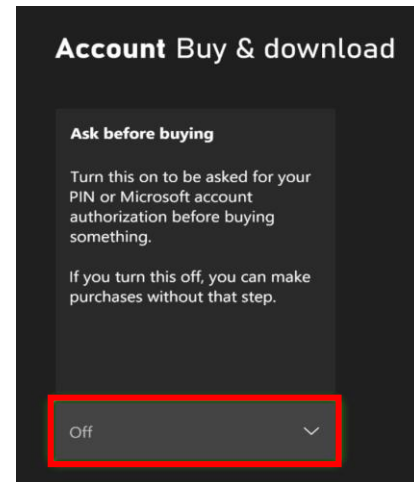 Account Buy & download
Ask before buying
Turn this on to be asked for your
PIN or Microsoft account
authorization before buying
something.
If you turn this off, you can make
purchases without that step.
Off